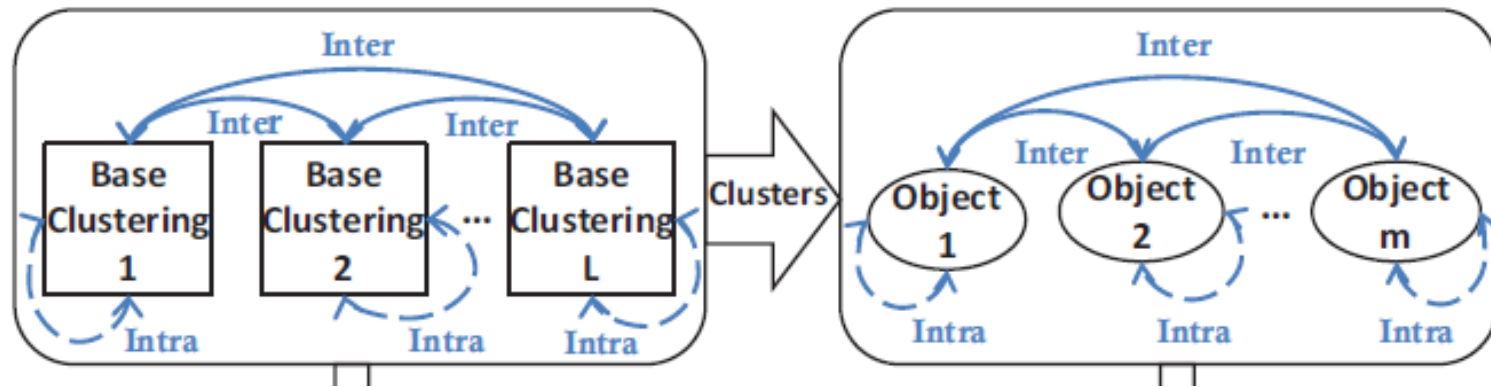 Inter
Inter
Inter
Base
Clustering
1
Base
Clustering
2
...
Base
Clustering
L
Intra
Intra
Intra
Clusters
Inter
Inter
Inter
Object
1
Object
2
...
Object
m
Intra
Intra
Intra